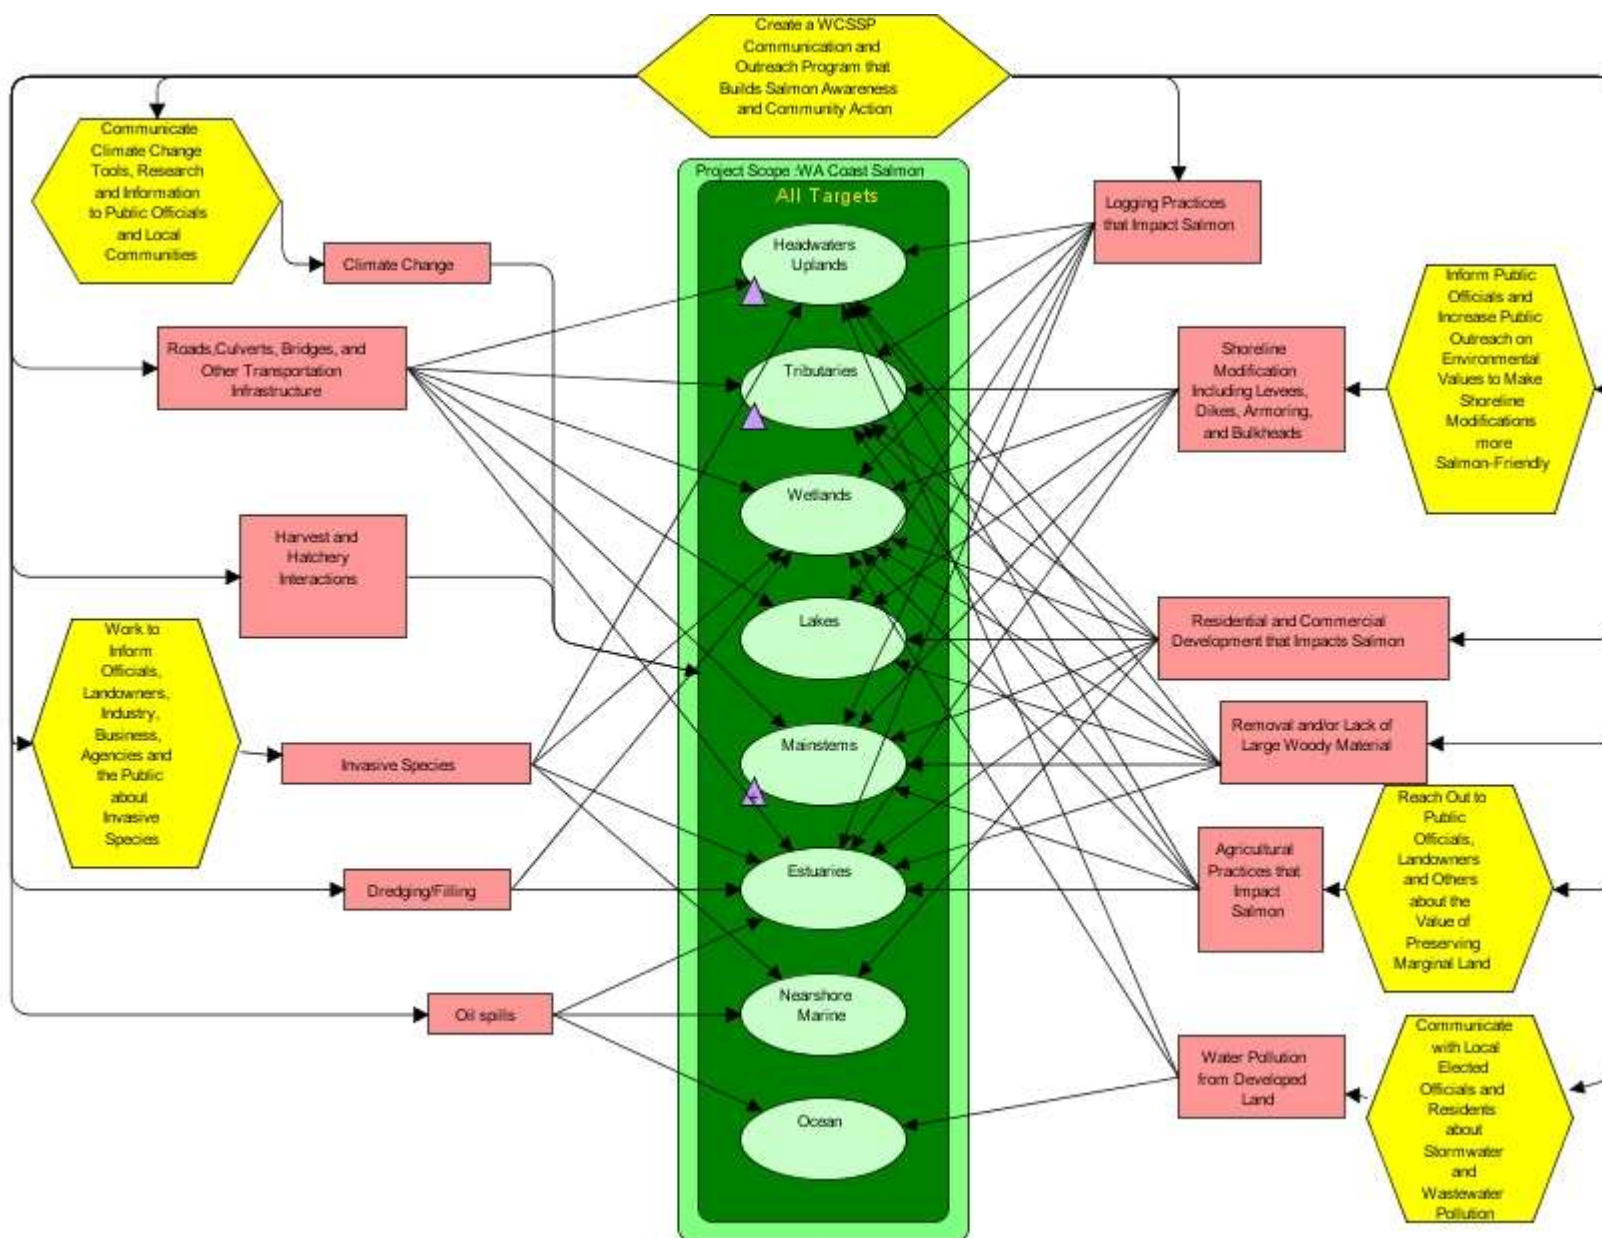 Create a WCSSP
Communication and
Outreach Program that
Builds Salmon Awareness
and Community Action
Communicate
Climate Change
Tools, Research
and Information
to Public Officials
and Local
Communities
Climate Change
Roads,Culverts, Bridges, and
Other Transportation
Infrastructure
Harvest and
Hatchery
Interactions
Work to
Inform
Officials,
Landowners,
Industry,
Business,
Agencies and
the Public
about
Invasive
Species
Invasive Species
Dredging/Filling
Oil spills
Project Scope :WA Coast Salmon
All Targets
Headwaters
Uplands
Tributaries
Wetlands
Lakes
Mainstems
Estuaries
Nearshore
Marine
Ocean
Logging Practices
that Impact Salmon
Shoreline
Modification
Including Levees,
Dikes, Armoring,
and Bulkheads
Inform Public
Officials and
Increase Public
Outreach on
Environmental
Values to Make
Shoreline
Modifications
more
Salmon-Friendly
Residential and Commercial
Development that Impacts Salmon
Removal and/or Lack of
Large Woody Material
Agricultural
Practices that
Impact
Salmon
Reach Out to
Public
Officials,
Landowners
and Others
about the
Value of
Preserving
Marginal Land
Water Pollution
from Developed
Land
Communicate
with Local
Elected
Officials and
Residents
about
Stormwater
and
Wastewater
Pollution